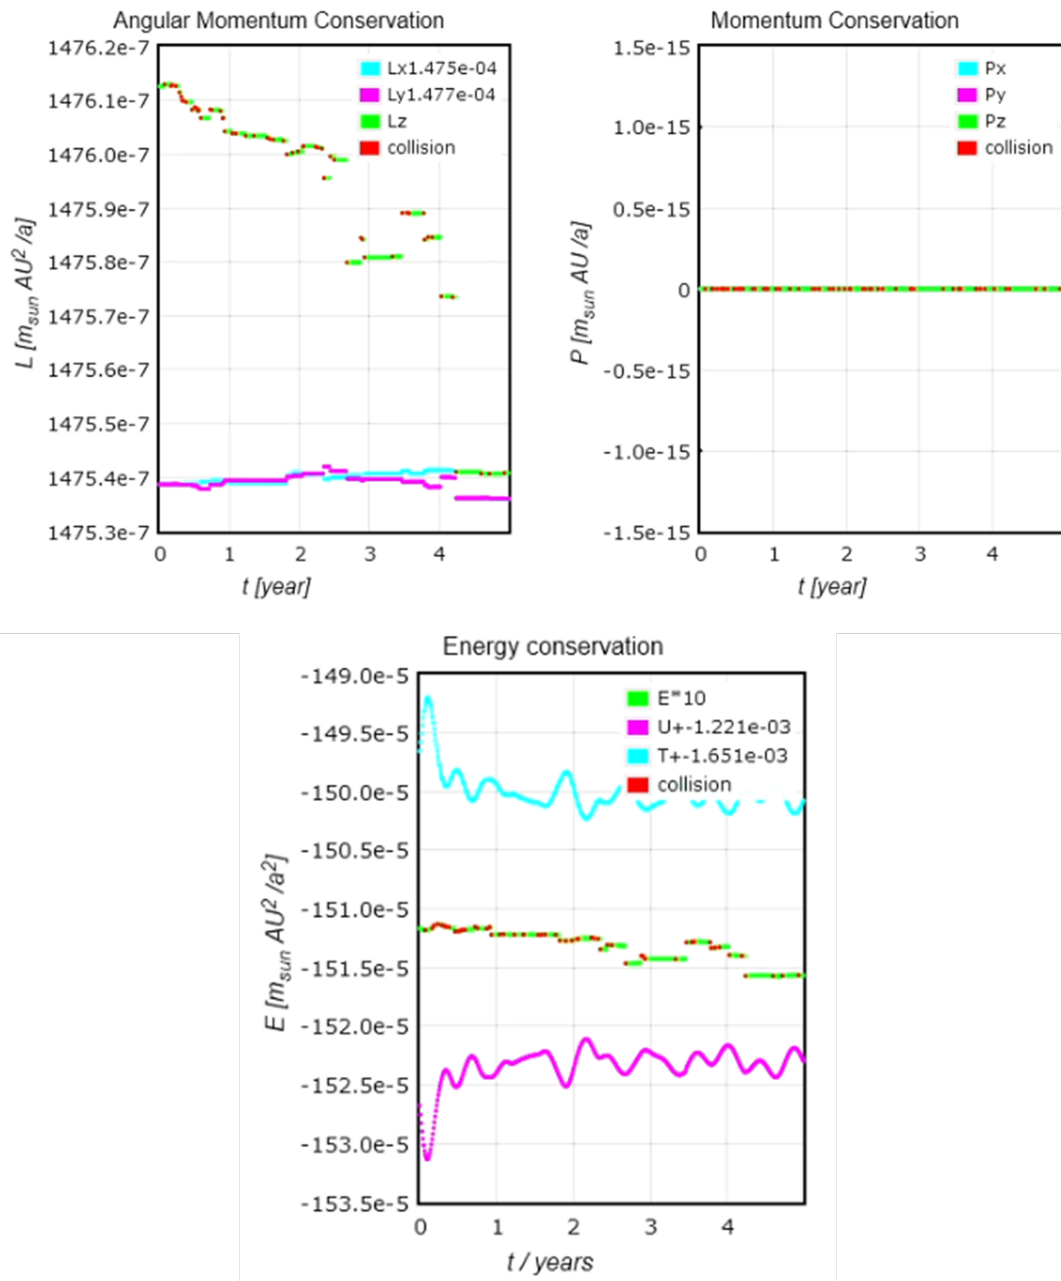 Angular Momentum Conservation
1476.2e-7
1476.1e-7
1476.0e-7
1475.9e-7
1475.8e-7
1475.7e-7
1475.6e-7
1475.5e-7
1475.4e-7
1475.3e-7
L [m_sun AU² /a]
Lx1.475e-04
Ly1.477e-04
Lz
collision
0 1 2 3 4
t [year]
Momentum Conservation
1.5e-15
1.0e-15
0.5e-15
0
-0.5e-15
-1.0e-15
-1.5e-15
P [m_sun AU /a]
Px
Py
Pz
collision
0 1 2 3 4
t [year]
Energy conservation
-149.0e-5
-149.5e-5
-150.0e-5
-150.5e-5
-151.0e-5
-151.5e-5
-152.0e-5
-152.5e-5
-153.0e-5
-153.5e-5
E [m_sun AU² /a²]
E*10
U+-1.221e-03
T+-1.651e-03
collision
0 1 2 3 4
t / years